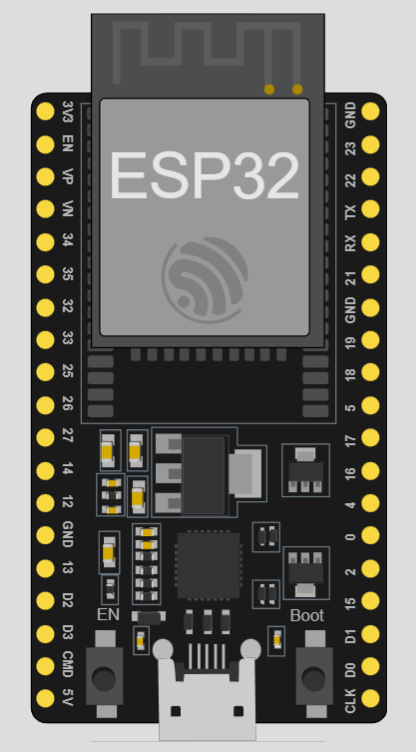 ESP32
3V3
EN
VP
VN
34
35
32
33
25
26
27
14
12
GND
13
D2
D3
CMD
5V
GND
23
22
TX
RX
21
GND
19
18
5
17
16
4
0
2
15
D1
D0
CLK
EN
Boot